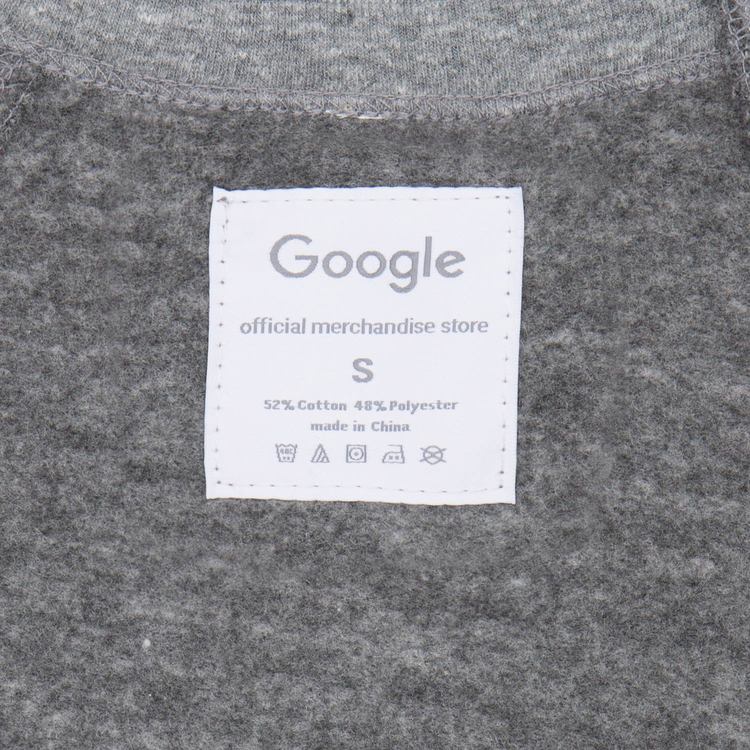 Google
official merchandise store
S
52% Cotton 48% Polyester
made in China